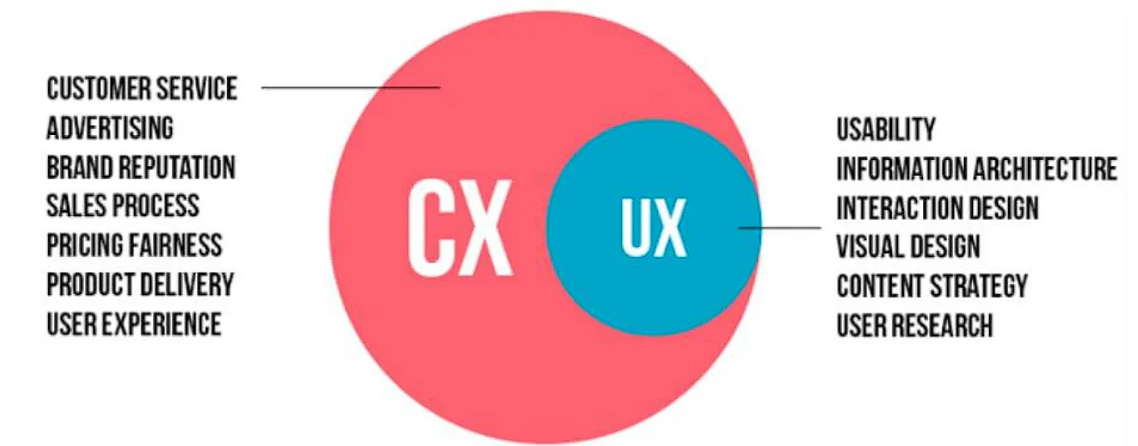 CUSTOMER SERVICE
ADVERTISING
BRAND REPUTATION
SALES PROCESS
PRICING FAIRNESS
PRODUCT DELIVERY
USER EXPERIENCE
CX
UX
USABILITY
INFORMATION ARCHITECTURE
INTERACTION DESIGN
VISUAL DESIGN
CONTENT STRATEGY
USER RESEARCH